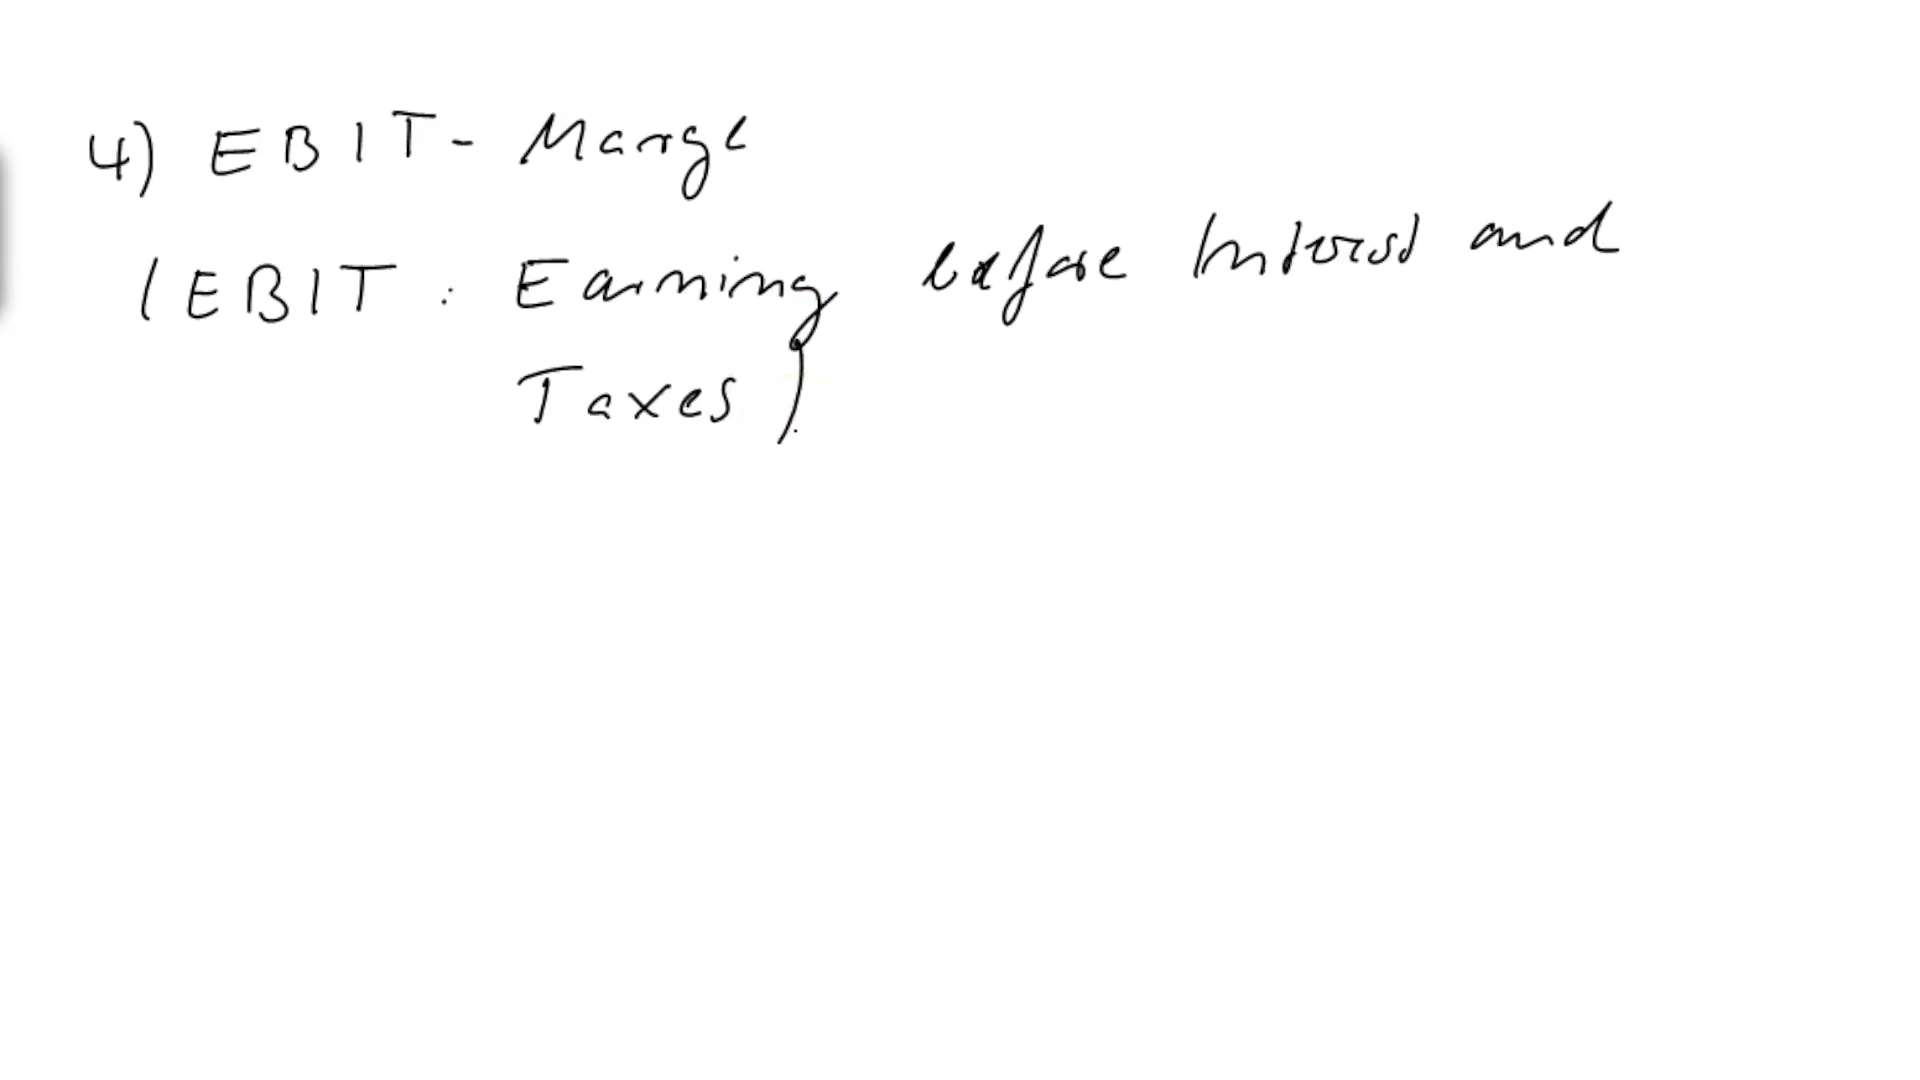 4) EBIT - Marge
(EBIT : Earning before Interest and
Taxes)